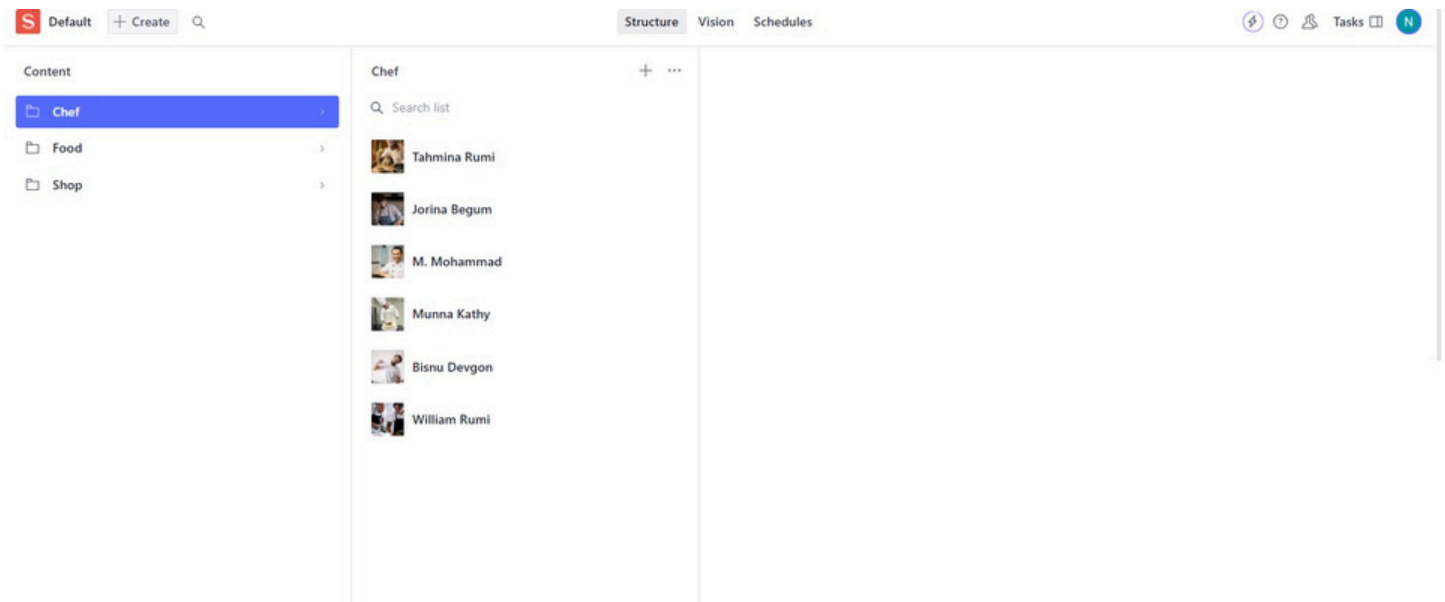 S Default + Create Structure Vision Schedules Tasks N
Content
Chef
Food
Shop
Chef
Search list
Tahmina Rumi
Jorina Begum
M. Mohammad
Munna Kathy
Bisnu Devgon
William Rumi